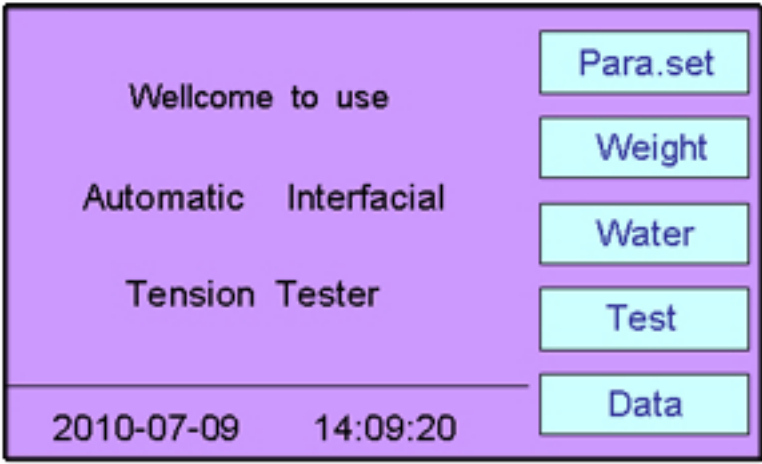 Wellcome to use
Automatic Interfacial
Tension Tester
2010-07-09 14:09:20
Para.set
Weight
Water
Test
Data